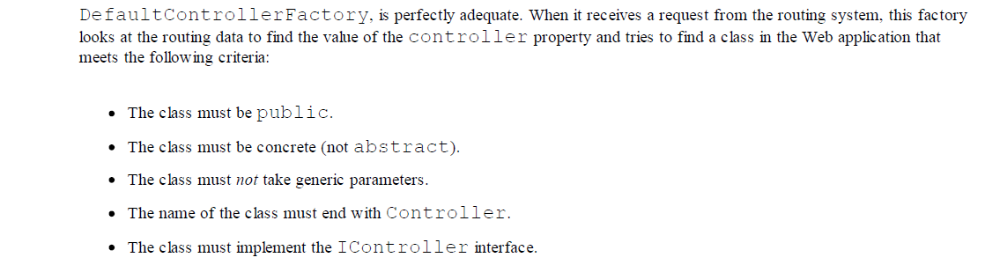 DefaultControllerFactory, is perfectly adequate. When it receives a request from the routing system, this factory
looks at the routing data to find the value of the controller property and tries to find a class in the Web application that
meets the following criteria:
• The class must be public.
• The class must be concrete (not abstract).
• The class must not take generic parameters.
• The name of the class must end with Controller.
• The class must implement the IController interface.